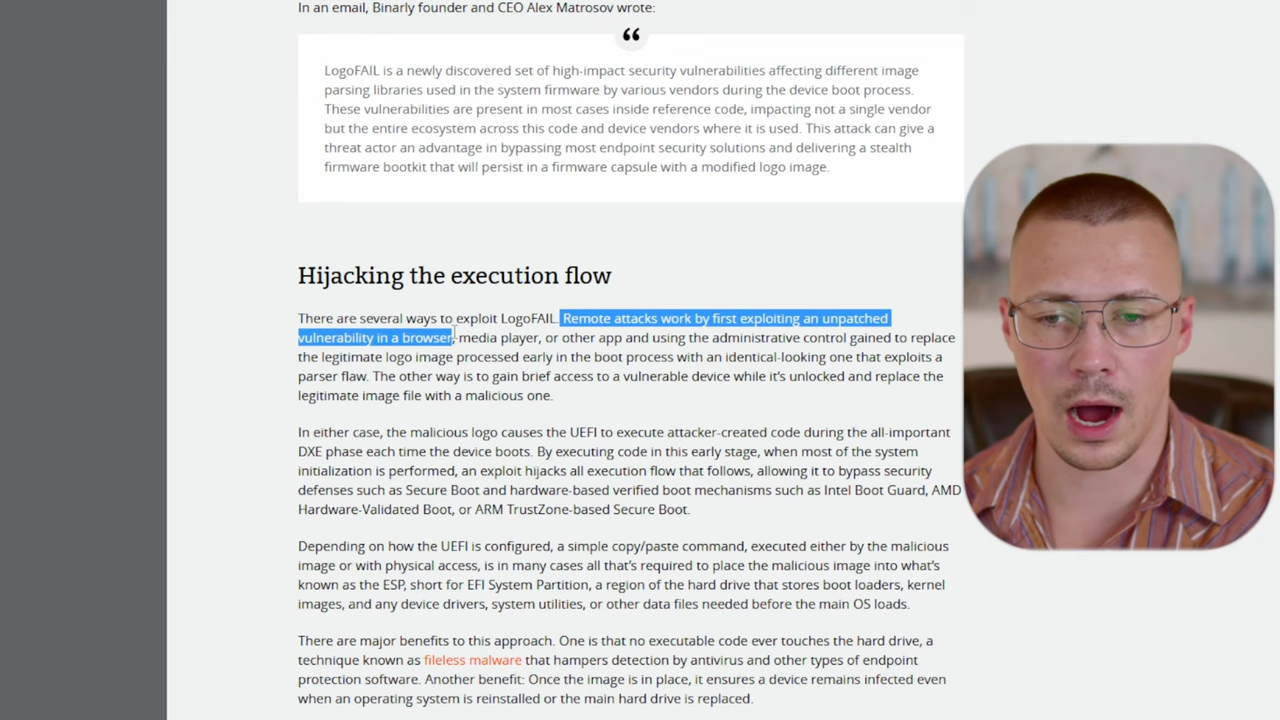 In an email, Binarly founder and CEO Alex Matrosov wrote:
“
LogoFAIL is a newly discovered set of high-impact security vulnerabilities affecting different image
parsing libraries used in the system firmware by various vendors during the device boot process.
These vulnerabilities are present in most cases inside reference code, impacting not a single vendor
but the entire ecosystem across this code and device vendors where it is used. This attack can give a
threat actor an advantage in bypassing most endpoint security solutions and delivering a stealth
firmware bootkit that will persist in a firmware capsule with a modified logo image.
Hijacking the execution flow
There are several ways to exploit LogoFAIL. Remote attacks work by first exploiting an unpatched
vulnerability in a browser, media player, or other app and using the administrative control gained to replace
the legitimate logo image processed early in the boot process with an identical-looking one that exploits a
parser flaw. The other way is to gain brief access to a vulnerable device while it’s unlocked and replace the
legitimate image file with a malicious one.
In either case, the malicious logo causes the UEFI to execute attacker-created code during the all-important
DXE phase each time the device boots. By executing code in this early stage, when most of the system
initialization is performed, an exploit hijacks all execution flow that follows, allowing it to bypass security
defenses such as Secure Boot and hardware-based verified boot mechanisms such as Intel Boot Guard, AMD
Hardware-Validated Boot, or ARM TrustZone-based Secure Boot.
Depending on how the UEFI is configured, a simple copy/paste command, executed either by the malicious
image or with physical access, is in many cases all that’s required to place the malicious image into what’s
known as the ESP, short for EFI System Partition, a region of the hard drive that stores boot loaders, kernel
images, and any device drivers, system utilities, or other data files needed before the main OS loads.
There are major benefits to this approach. One is that no executable code ever touches the hard drive, a
technique known as fileless malware that hampers detection by antivirus and other types of endpoint
protection software. Another benefit: Once the image is in place, it ensures a device remains infected even
when an operating system is reinstalled or the main hard drive is replaced.